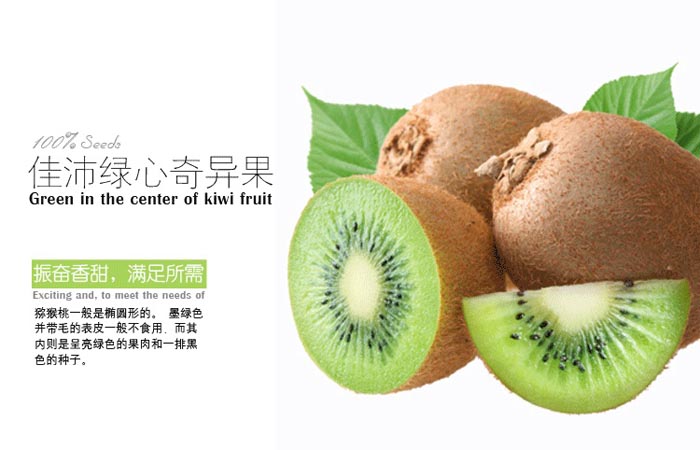 100% Seeds
佳沛绿心奇异果
Green in the center of kiwi fruit
振奋香甜，满足所需
Exciting and, to meet the needs of
猕猴桃一般是椭圆形的。 墨绿色
并带毛的表皮一般不食用．而其
内则是呈亮绿色的果肉和一排黑
色的种子。